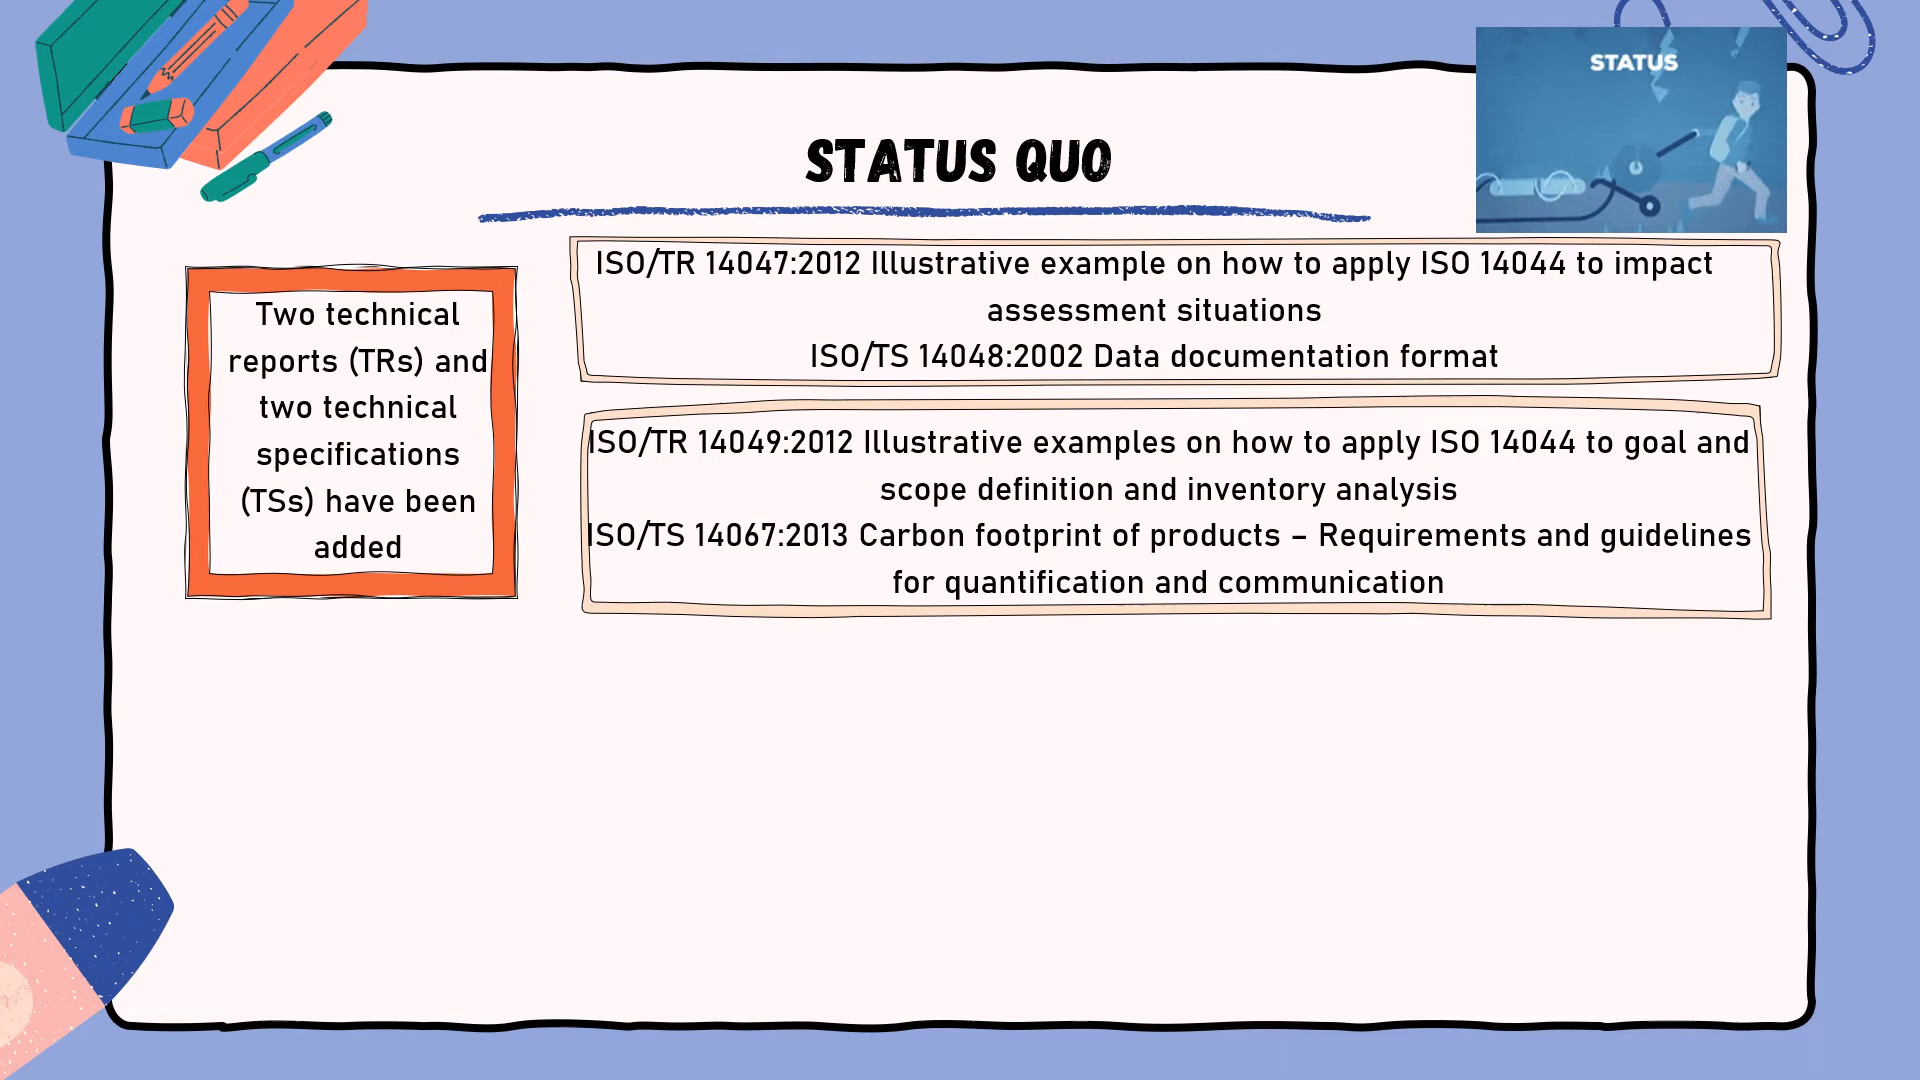 STATUS
STATUS QUO
Two technical
reports (TRs) and
two technical
specifications
(TSs) have been
added
ISO/TR 14047:2012 Illustrative example on how to apply ISO 14044 to impact
assessment situations
ISO/TS 14048:2002 Data documentation format
ISO/TR 14049:2012 Illustrative examples on how to apply ISO 14044 to goal and
scope definition and inventory analysis
ISO/TS 14067:2013 Carbon footprint of products – Requirements and guidelines
for quantification and communication